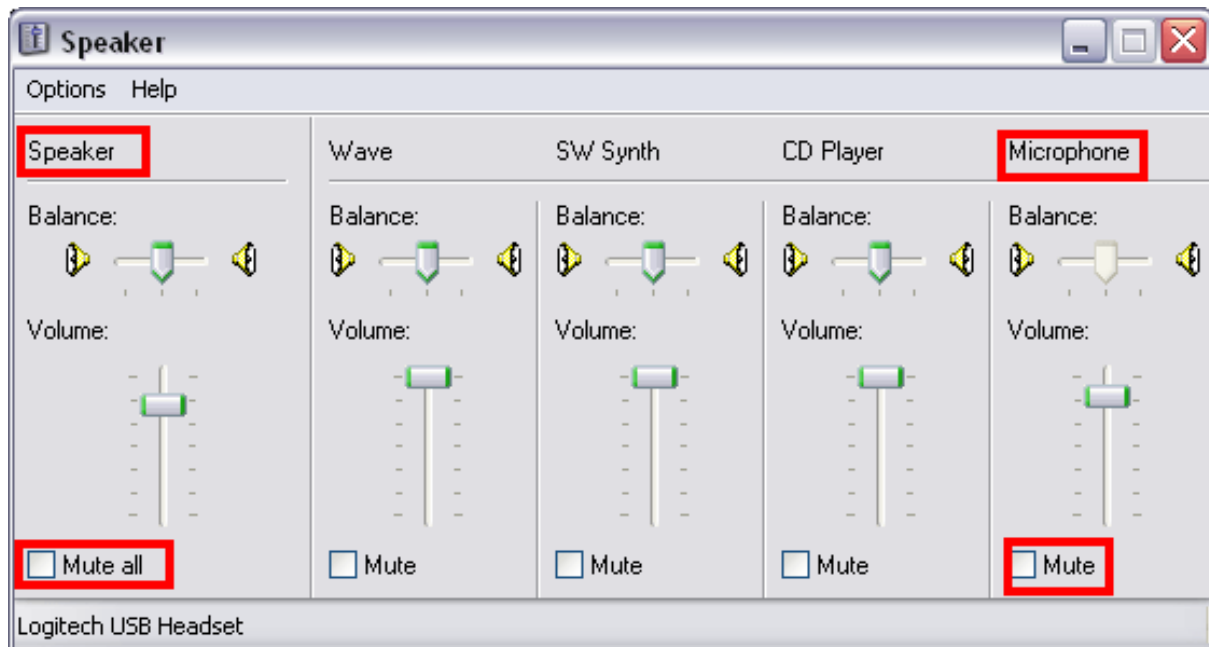 Speaker
Options Help
Speaker Wave SW Synth CD Player Microphone
Balance: Balance: Balance: Balance: Balance:
Volume: Volume: Volume: Volume: Volume:
Mute all Mute Mute Mute Mute
Logitech USB Headset